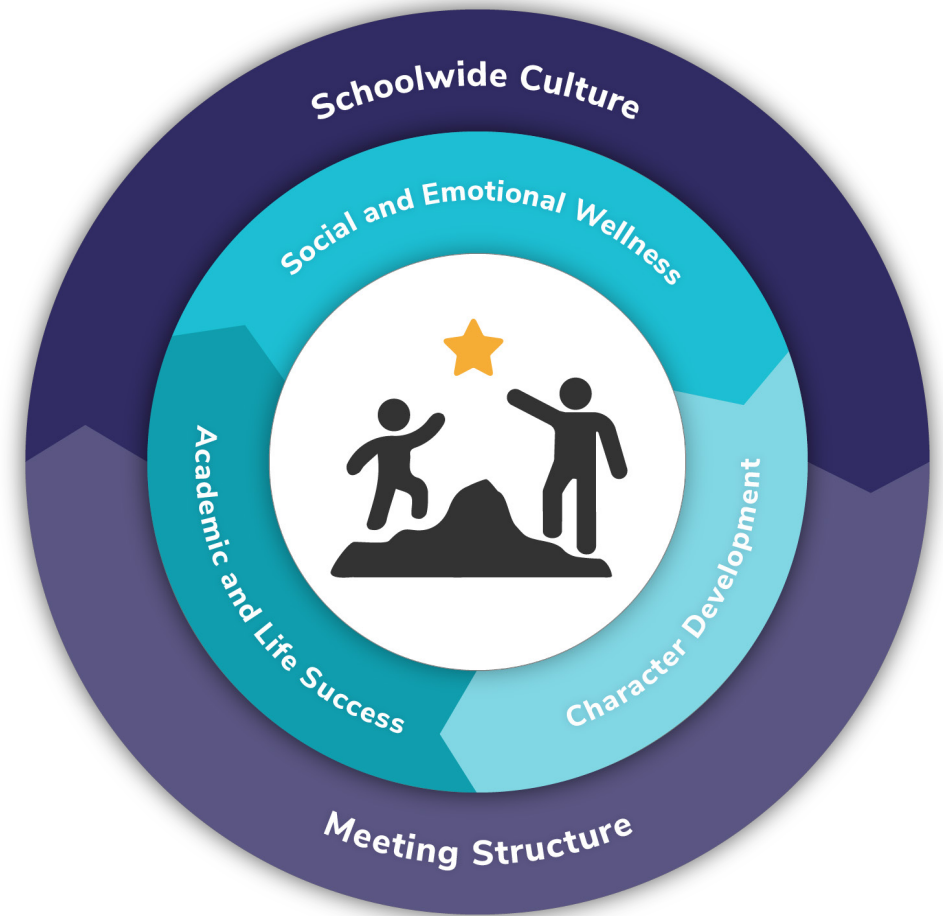 Schoolwide Culture
Social and Emotional Wellness
Academic and Life Success
Character Development
Meeting Structure